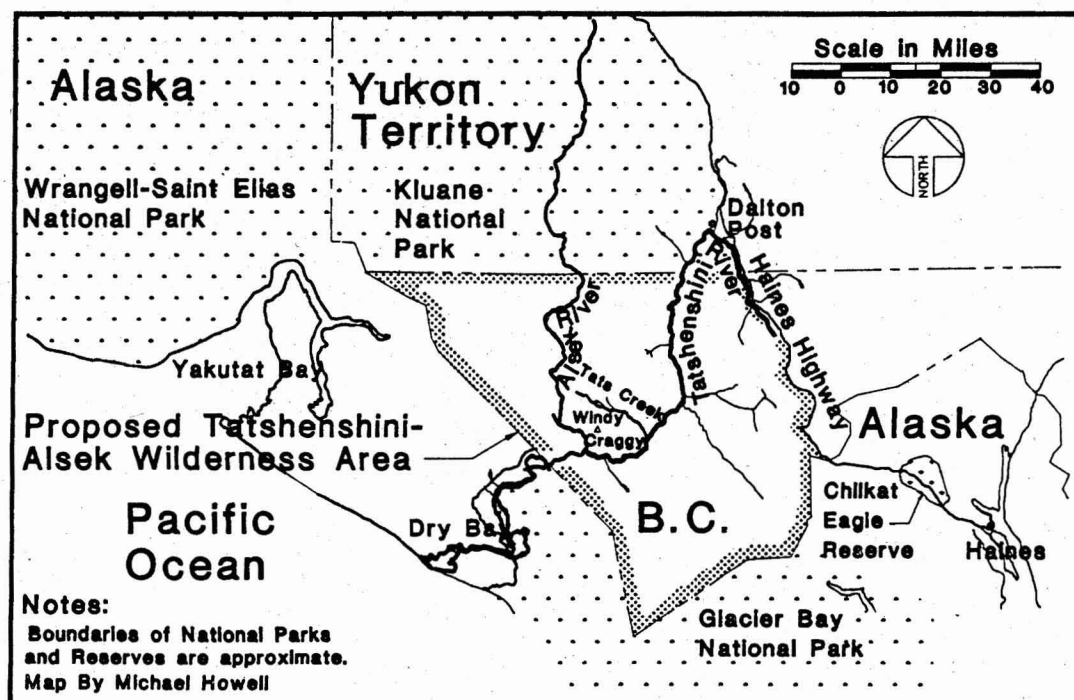 Scale in Miles
10 0 10 20 30 40
NORTH
Alaska
Yukon
Territory
Wrangell-Saint Elias
National Park
Kluane
National
Park
Dalton
Post
Tatshenshini
River
Haines Highway
Alsek
River
Yakutat Ba
Tats Creek
Windy
Craggy
Proposed Tatshenshini-
Alsek Wilderness Area
Alaska
Pacific
Ocean
Dry Bay
B.C.
Chilkat
Eagle
Reserve
Haines
Glacier Bay
National Park
Notes:
Boundaries of National Parks
and Reserves are approximate.
Map By Michael Howell